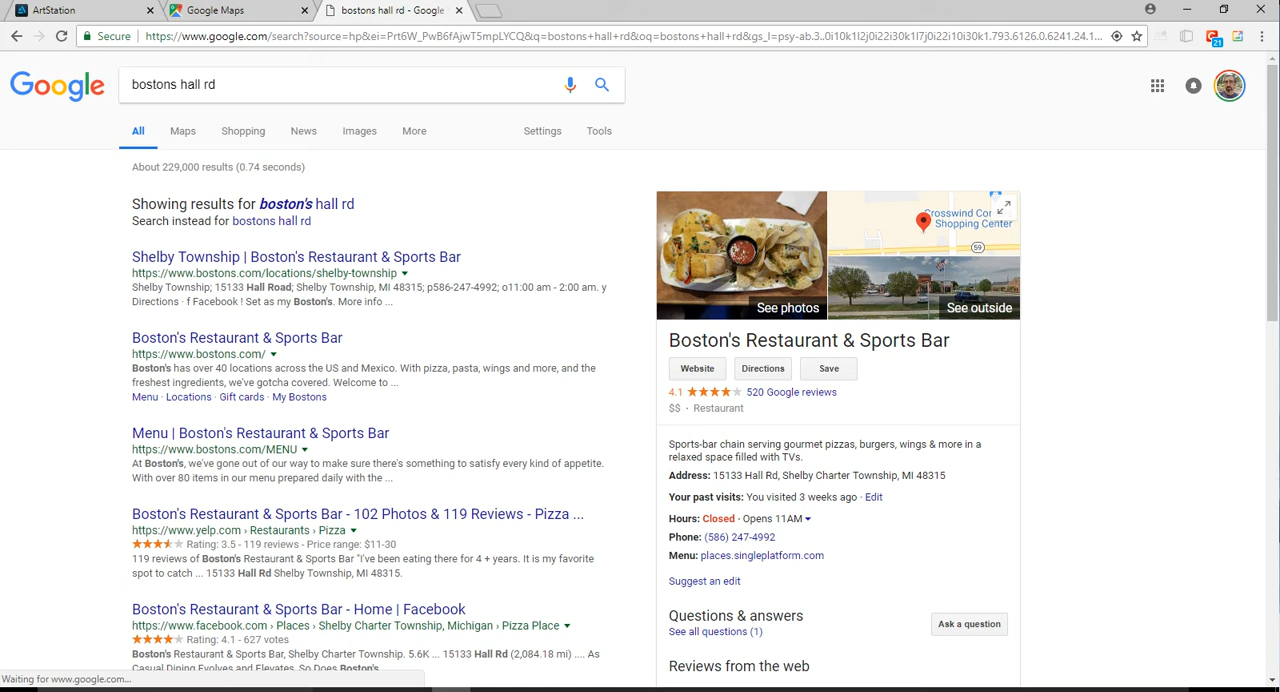 ArtStation
Google Maps
bostons hall rd - Google
Secure
https://www.google.com/search?source=hp&ei=Prt6W_PwB6fAjwT5mpLYCQ&q=bostons+hall+rd&oq=bostons+hall+rd&gs_l=psy-ab.3..0i10k1l2j0i22i30k1l7j0i22i10i30k1.793.6126.0.6241.24.1...
21
Google
bostons hall rd
All
Maps
Shopping
News
Images
More
Settings
Tools
About 229,000 results (0.74 seconds)
Showing results for boston's hall rd
Search instead for bostons hall rd
Shelby Township | Boston's Restaurant & Sports Bar
https://www.bostons.com/locations/shelby-township
Shelby Township; 15133 Hall Road; Shelby Township, MI 48315; p586-247-4992; o11:00 am - 2:00 am. y
Directions · f Facebook ! Set as my Boston's. More info ...
Boston's Restaurant & Sports Bar
https://www.bostons.com/
Boston's has over 40 locations across the US and Mexico. With pizza, pasta, wings and more, and the
freshest ingredients, we've gotcha covered. Welcome to ...
Menu · Locations · Gift cards · My Bostons
Menu | Boston's Restaurant & Sports Bar
https://www.bostons.com/MENU
At Boston's, we've gone out of our way to make sure there's something to satisfy every kind of appetite.
With over 80 items in our menu prepared daily with the ...
Boston's Restaurant & Sports Bar - 102 Photos & 119 Reviews - Pizza ...
https://www.yelp.com › Restaurants › Pizza
Rating: 3.5 - 119 reviews - Price range: $11-30
119 reviews of Boston's Restaurant & Sports Bar "I've been eating there for 4 + years. It is my favorite
spot to catch ... 15133 Hall Rd Shelby Township, MI 48315.
Boston's Restaurant & Sports Bar - Home | Facebook
https://www.facebook.com › Places › Shelby Charter Township, Michigan › Pizza Place
Rating: 4.1 - 627 votes
Boston's Restaurant & Sports Bar, Shelby Charter Township. 5.6K ... 15133 Hall Rd (2,084.18 mi) .... As
Casual Dining Evolves and Elevates, So Does Boston's
Waiting for www.google.com...
See photos
Crosswind Cor
Shopping Center
59
See outside
Boston's Restaurant & Sports Bar
Website
Directions
Save
4.1
520 Google reviews
$$ · Restaurant
Sports-bar chain serving gourmet pizzas, burgers, wings & more in a
relaxed space filled with TVs.
Address: 15133 Hall Rd, Shelby Charter Township, MI 48315
Your past visits: You visited 3 weeks ago · Edit
Hours: Closed · Opens 11AM
Phone: (586) 247-4992
Menu: places.singleplatform.com
Suggest an edit
Questions & answers
See all questions (1)
Ask a question
Reviews from the web